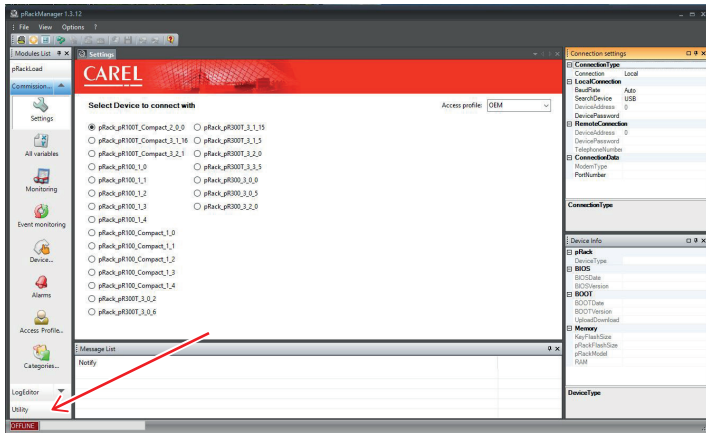 pRackManager 1.3.12
File View Options ?
Modules List
pRackLoad
Commission...
Settings
All variables
Monitoring
Event monitoring
Device...
Alarms
Access Profile...
Categories...
LogEditor
Utility
OFFLINE
Settings
CAREL
Select Device to connect with
Access profile: OEM
pRack_pR100T_Compact_2_0_0 pRack_pR300T_3_1_15
pRack_pR100T_Compact_3_1_16 pRack_pR300T_3_1_5
pRack_pR100T_Compact_3_2_1 pRack_pR300T_3_2_0
pRack_pR100_1_0 pRack_pR300T_3_3_5
pRack_pR100_1_1 pRack_pR300_3_0_0
pRack_pR100_1_2 pRack_pR300_3_0_5
pRack_pR100_1_3 pRack_pR300_3_2_0
pRack_pR100_1_4
pRack_pR100_Compact_1_0
pRack_pR100_Compact_1_1
pRack_pR100_Compact_1_2
pRack_pR100_Compact_1_3
pRack_pR100_Compact_1_4
pRack_pR300T_3_0_2
pRack_pR300T_3_0_6
Message List
Notify
Connection settings
ConnectionType
Connection Local
LocalConnection
BaudRate Auto
SearchDevice USB
DeviceAddress 0
DevicePassword
RemoteConnection
DeviceAddress 0
DevicePassword
TelephoneNumber
ConnectionData
ModemType
PortNumber
ConnectionType
Device Info
pRack
DeviceType
BIOS
BIOSDate
BIOSVersion
BOOT
BOOTDate
BOOTVersion
UploadDownload
Memory
KeyFlashSize
pRackFlashSize
pRackModel
RAM
DeviceType